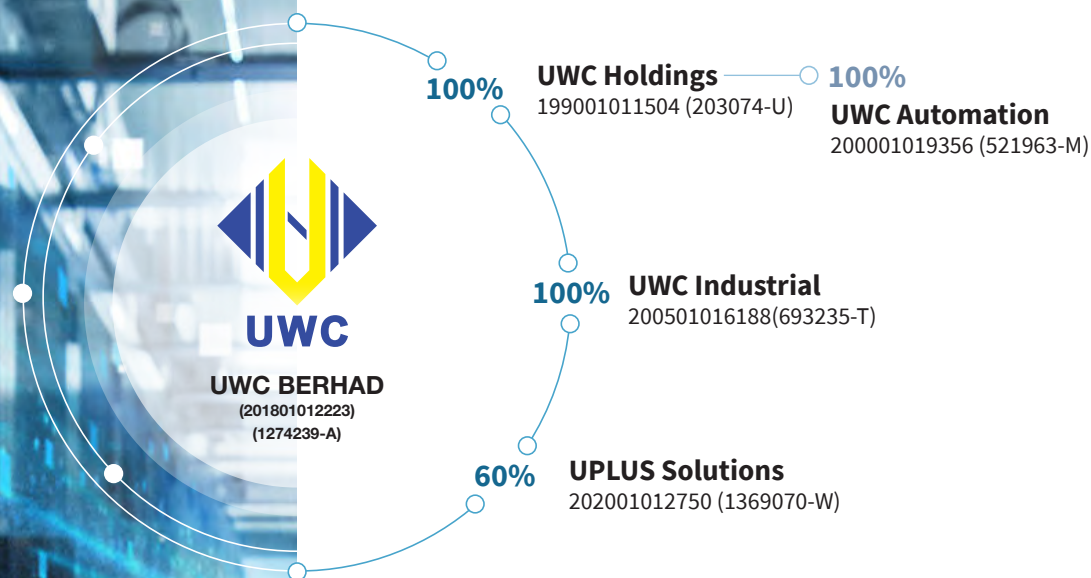 UWC
UWC BERHAD
(201801012223)
(1274239-A)
100%
UWC Holdings
199001011504 (203074-U)
100%
UWC Automation
200001019356 (521963-M)
100%
UWC Industrial
200501016188(693235-T)
60%
UPLUS Solutions
202001012750 (1369070-W)